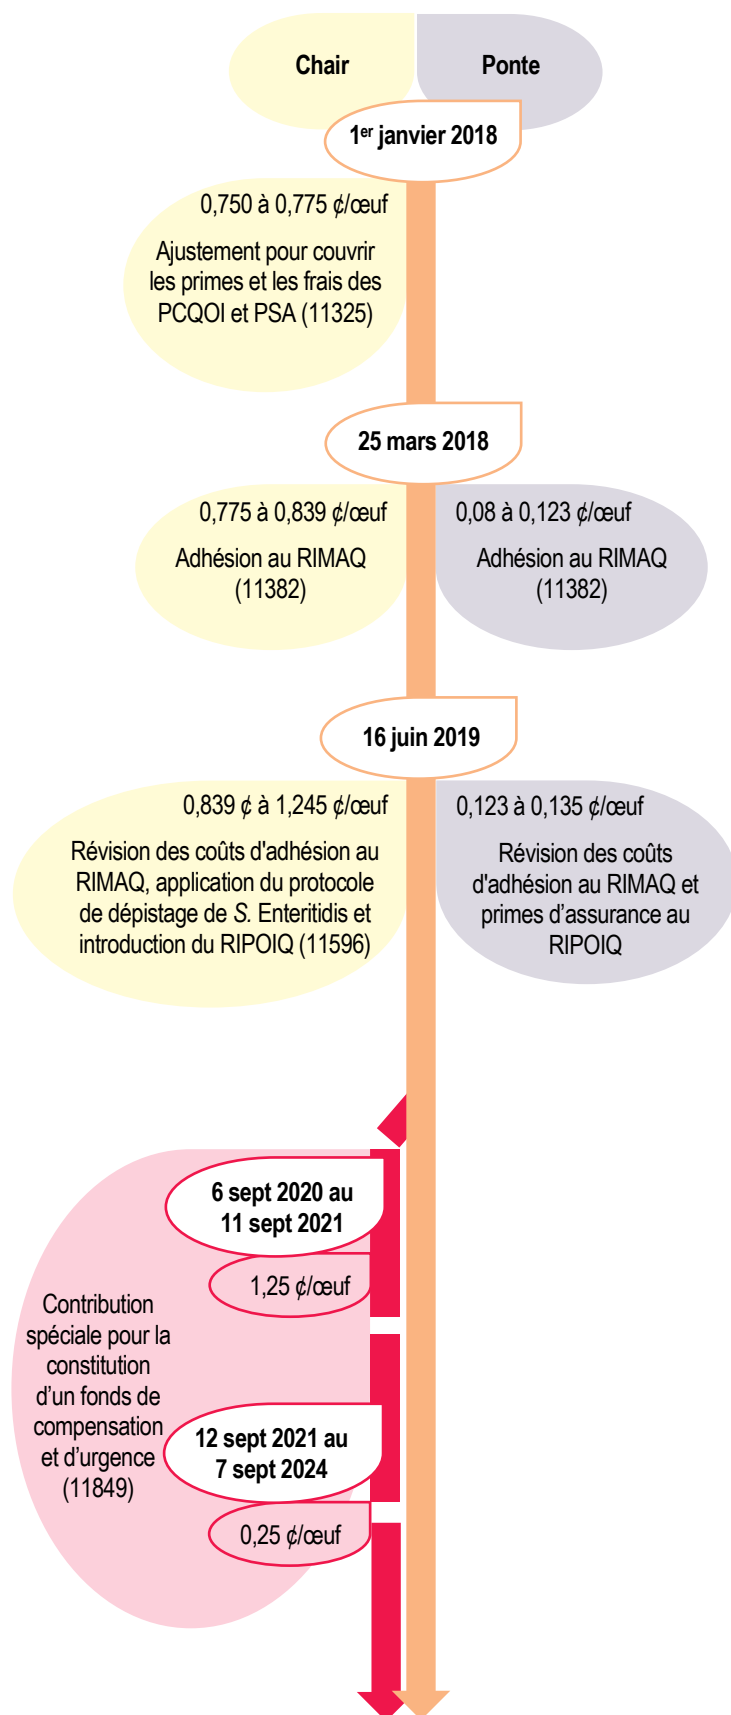 Chair
Ponte
1er janvier 2018
0,750 à 0,775 ¢/œuf
Ajustement pour couvrir
les primes et les frais des
PCQOI et PSA (11325)
25 mars 2018
0,775 à 0,839 ¢/œuf
Adhésion au RIMAQ
(11382)
0,08 à 0,123 ¢/œuf
Adhésion au RIMAQ
(11382)
16 juin 2019
0,839 ¢ à 1,245 ¢/œuf
Révision des coûts d'adhésion au
RIMAQ, application du protocole
de dépistage de S. Enteritidis et
introduction du RIPOIQ (11596)
0,123 à 0,135 ¢/œuf
Révision des coûts
d'adhésion au RIMAQ et
primes d’assurance au
RIPOIQ
6 sept 2020 au
11 sept 2021
1,25 ¢/œuf
Contribution
spéciale pour la
constitution
d’un fonds de
compensation
et d’urgence
(11849)
12 sept 2021 au
7 sept 2024
0,25 ¢/œuf